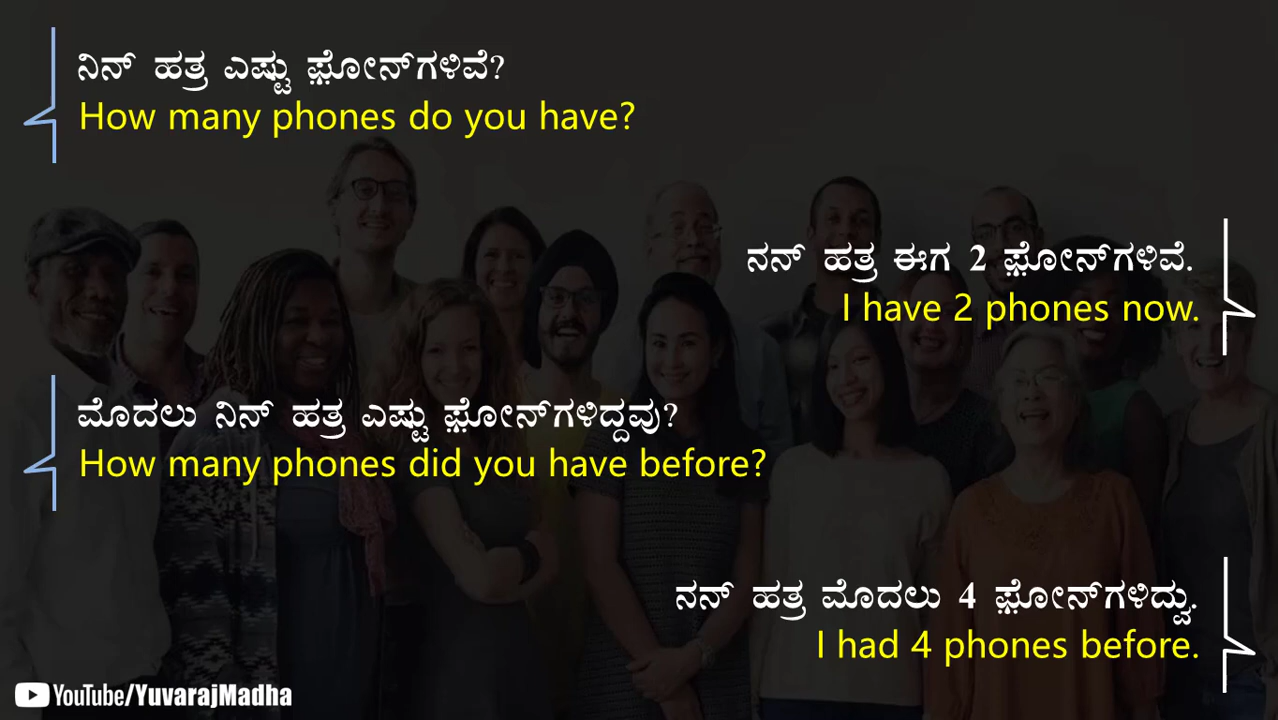 ನಿನ್ ಹತ್ರ ಎಷ್ಟು ಫ಼ೋನ್‌ಗಳಿವೆ?
How many phones do you have?
ನನ್ ಹತ್ರ ಈಗ 2 ಫ಼ೋನ್‌ಗಳಿವೆ.
I have 2 phones now.
ಮೊದಲು ನಿನ್ ಹತ್ರ ಎಷ್ಟು ಫ಼ೋನ್‌ಗಳಿದ್ದವು?
How many phones did you have before?
ನನ್ ಹತ್ರ ಮೊದಲು 4 ಫ಼ೋನ್‌ಗಳಿದ್ವು.
I had 4 phones before.
YouTube/YuvarajMadha